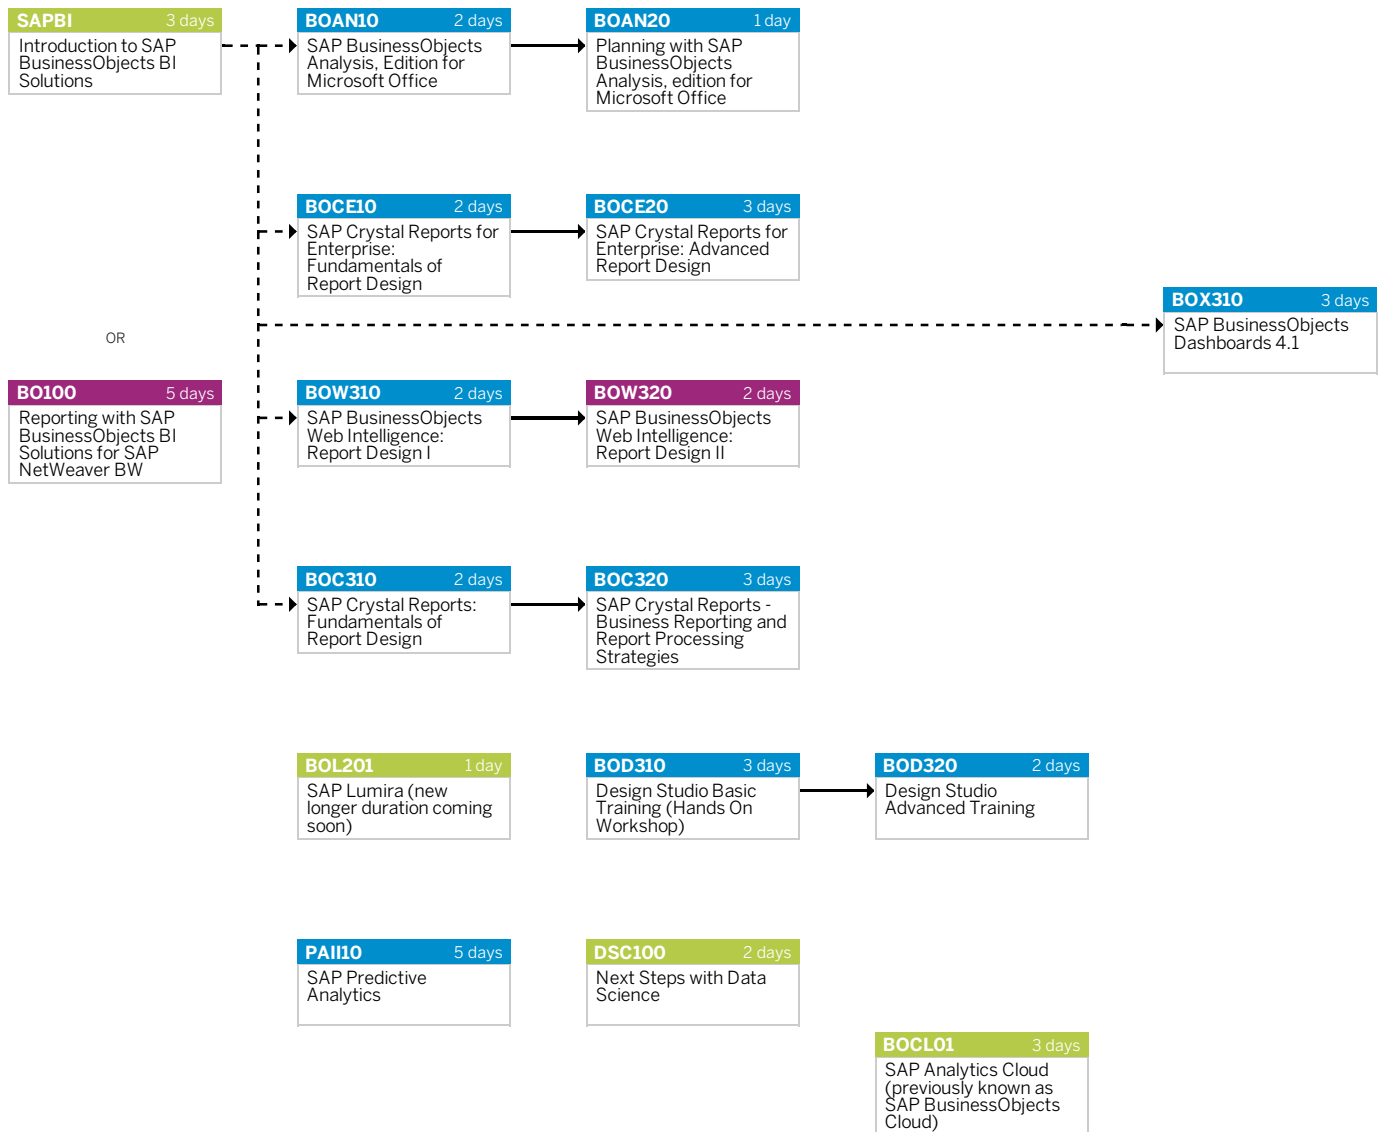 SAPBI 3 days
Introduction to SAP
BusinessObjects BI
Solutions
BOAN10 2 days
SAP BusinessObjects
Analysis, Edition for
Microsoft Office
BOAN20 1 day
Planning with SAP
BusinessObjects
Analysis, edition for
Microsoft Office
BOCE10 2 days
SAP Crystal Reports for
Enterprise:
Fundamentals of
Report Design
BOCE20 3 days
SAP Crystal Reports for
Enterprise: Advanced
Report Design
BOX310 3 days
SAP BusinessObjects
Dashboards 4.1
OR
BO100 5 days
Reporting with SAP
BusinessObjects BI
Solutions for SAP
NetWeaver BW
BOW310 2 days
SAP BusinessObjects
Web Intelligence:
Report Design I
BOW320 2 days
SAP BusinessObjects
Web Intelligence:
Report Design II
BOC310 2 days
SAP Crystal Reports:
Fundamentals of
Report Design
BOC320 3 days
SAP Crystal Reports -
Business Reporting and
Report Processing
Strategies
BOL201 1 day
SAP Lumira (new
longer duration coming
soon)
BOD310 3 days
Design Studio Basic
Training (Hands On
Workshop)
BOD320 2 days
Design Studio
Advanced Training
PAII10 5 days
SAP Predictive
Analytics
DSC100 2 days
Next Steps with Data
Science
BOCL01 3 days
SAP Analytics Cloud
(previously known as
SAP BusinessObjects
Cloud)